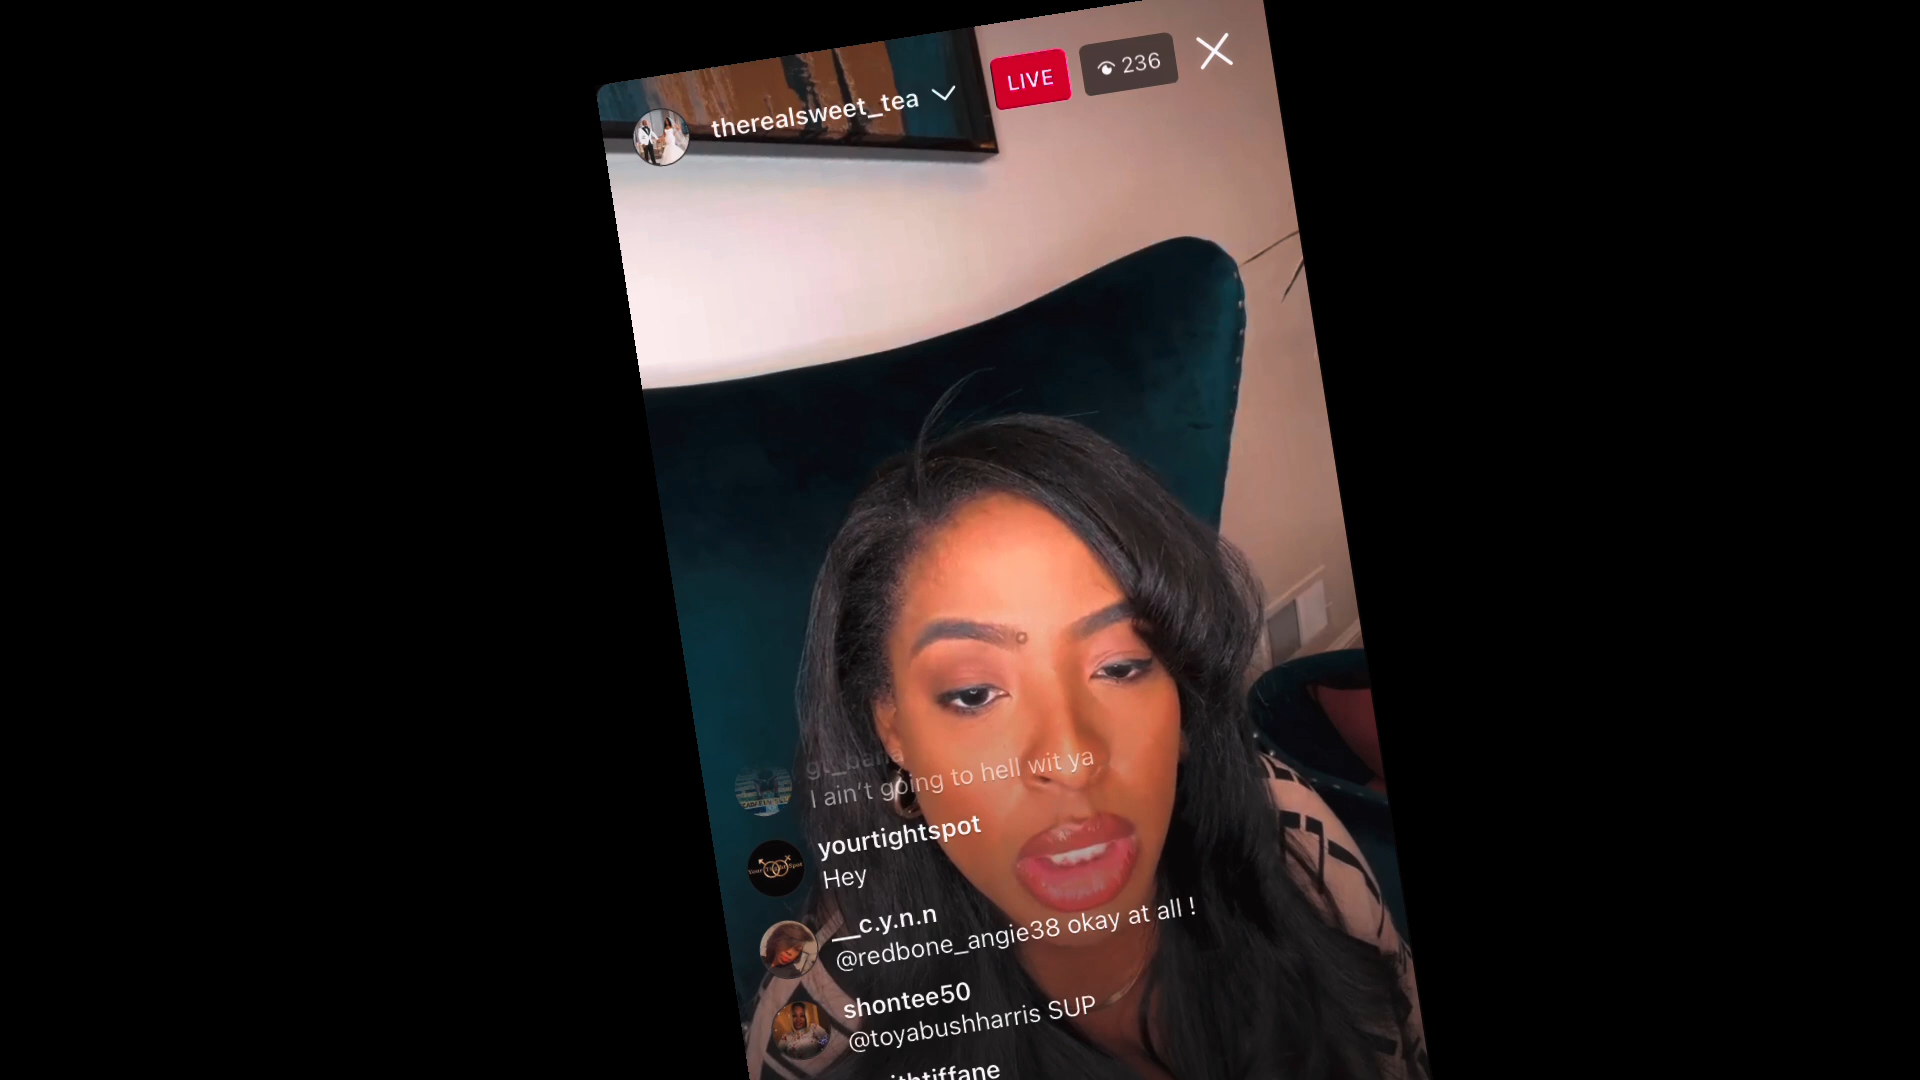 therealsweet_tea
LIVE
236
gt_bana
I ain't going to hell wit ya
yourtightspot
Hey
__c.y.n.n
@redbone_angie38 okay at all !
shontee50
@toyabushharris SUP